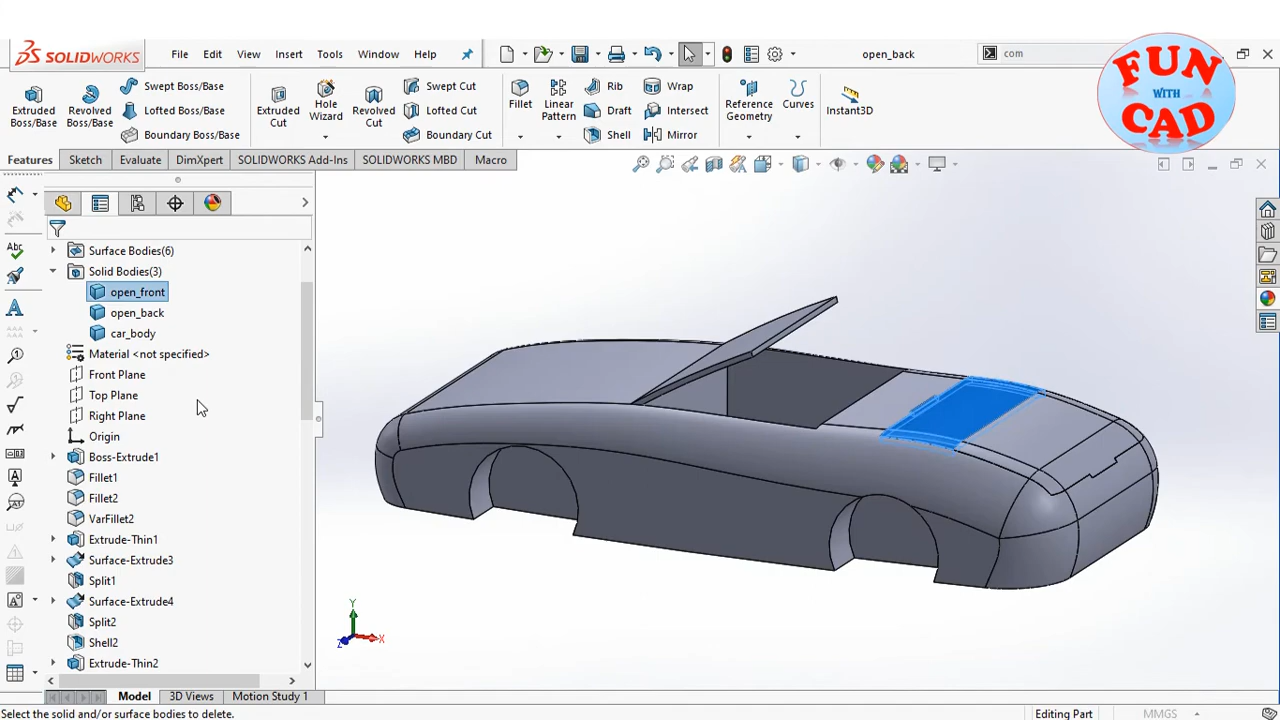 SOLIDWORKS
File Edit View Insert Tools Window Help
open_back
com
FUN
WITH
CAD
Extruded Boss/Base
Revolved Boss/Base
Swept Boss/Base
Lofted Boss/Base
Boundary Boss/Base
Extruded Cut
Hole Wizard
Revolved Cut
Swept Cut
Lofted Cut
Boundary Cut
Fillet
Linear Pattern
Rib
Draft
Shell
Wrap
Intersect
Mirror
Reference Geometry
Curves
Instant3D
Features Sketch Evaluate DimXpert SOLIDWORKS Add-Ins SOLIDWORKS MBD Macro
Surface Bodies(6)
Solid Bodies(3)
open_front
open_back
car_body
Material <not specified>
Front Plane
Top Plane
Right Plane
Origin
Boss-Extrude1
Fillet1
Fillet2
VarFillet2
Extrude-Thin1
Surface-Extrude3
Split1
Surface-Extrude4
Split2
Shell2
Extrude-Thin2
Y
X
Z
Model 3D Views Motion Study 1
Select the solid and/or surface bodies to delete.
Editing Part
MMGS